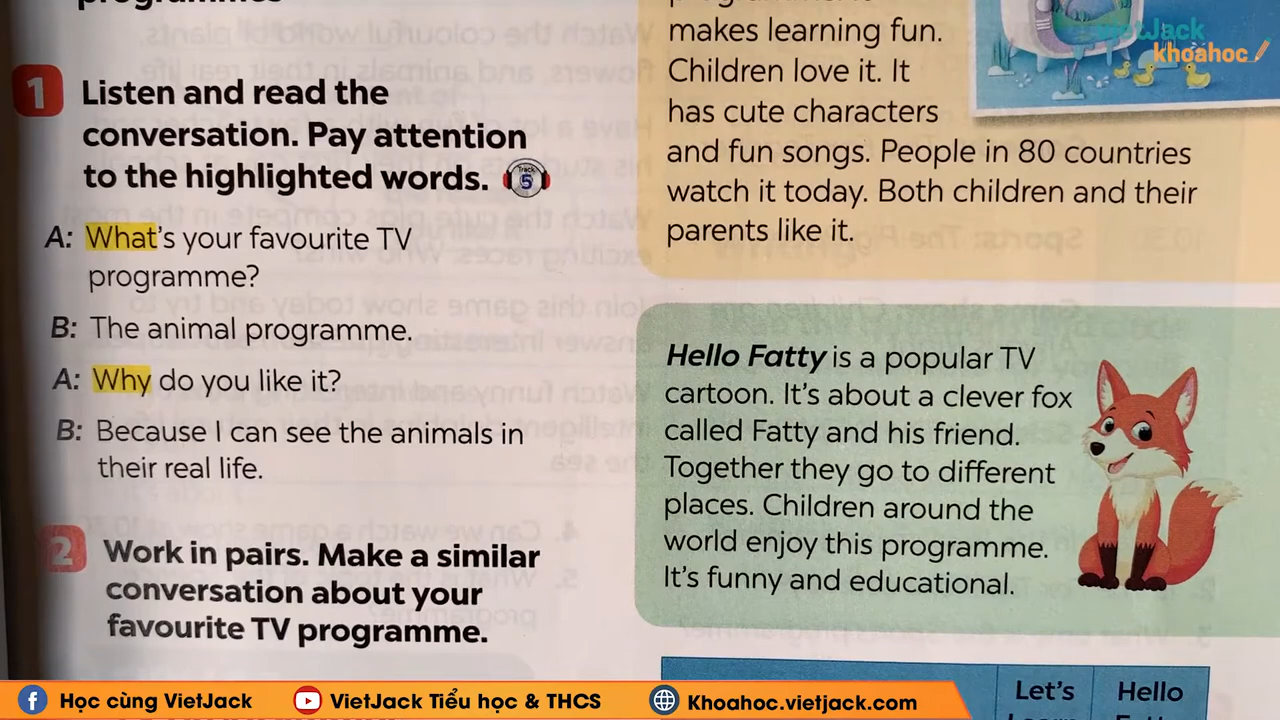 1 Listen and read the
conversation. Pay attention
to the highlighted words. Track 5
A: What's your favourite TV
programme?
B: The animal programme.
A: Why do you like it?
B: Because I can see the animals in
their real life.
2 Work in pairs. Make a similar
conversation about your
favourite TV programme.
makes learning fun.
Children love it. It
has cute characters
and fun songs. People in 80 countries
watch it today. Both children and their
parents like it.
Hello Fatty is a popular TV
cartoon. It's about a clever fox
called Fatty and his friend.
Together they go to different
places. Children around the
world enjoy this programme.
It's funny and educational.
Let's
Hello
VietJack
khoahoc
Học cùng VietJack
VietJack Tiểu học & THCS
Khoahoc.vietjack.com